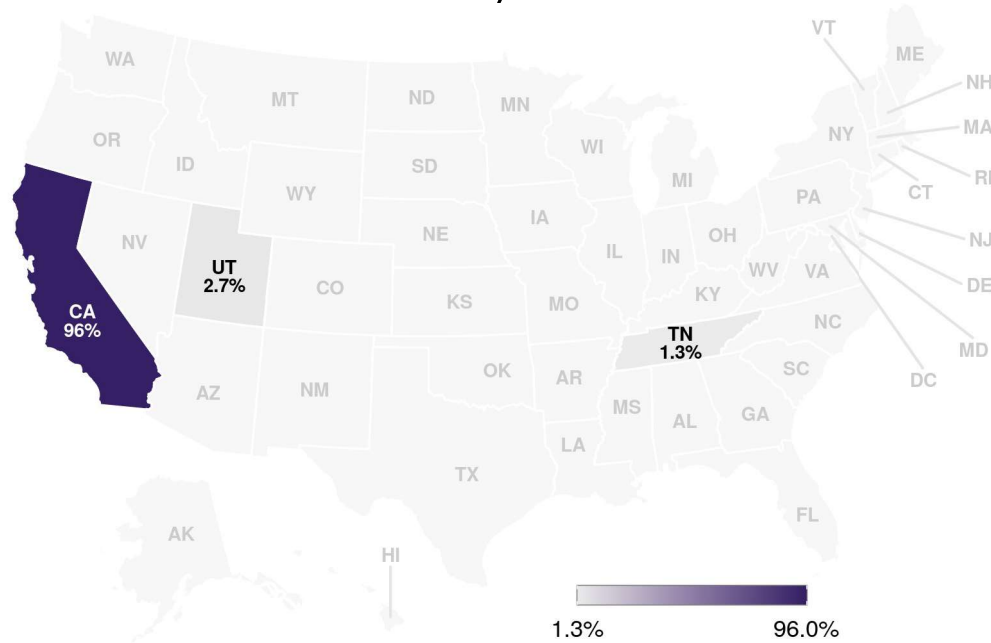 VT
WA
ME
MT
ND
MN
NH
OR
NY
MA
ID
SD
WI
MI
RI
WY
PA
CT
IA
NE
NV
OH
NJ
IL
IN
UT
2.7%
WV
VA
DE
CO
KS
MO
KY
CA
96%
NC
TN
1.3%
MD
OK
SC
AR
DC
AZ
NM
MS
AL
GA
LA
TX
FL
AK
HI
1.3%
96.0%